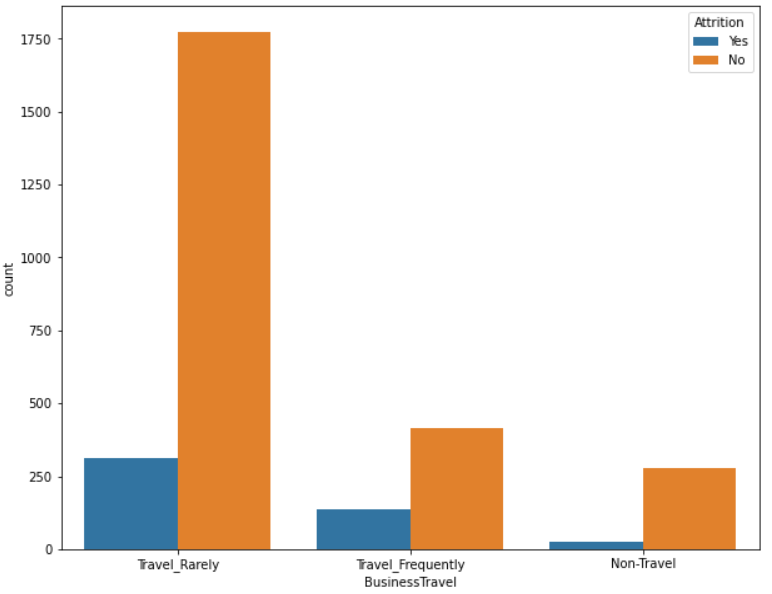 Attrition
Yes
No
1750
1500
1250
1000
750
500
250
0
count
Travel_Rarely
Travel_Frequently
Non-Travel
BusinessTravel